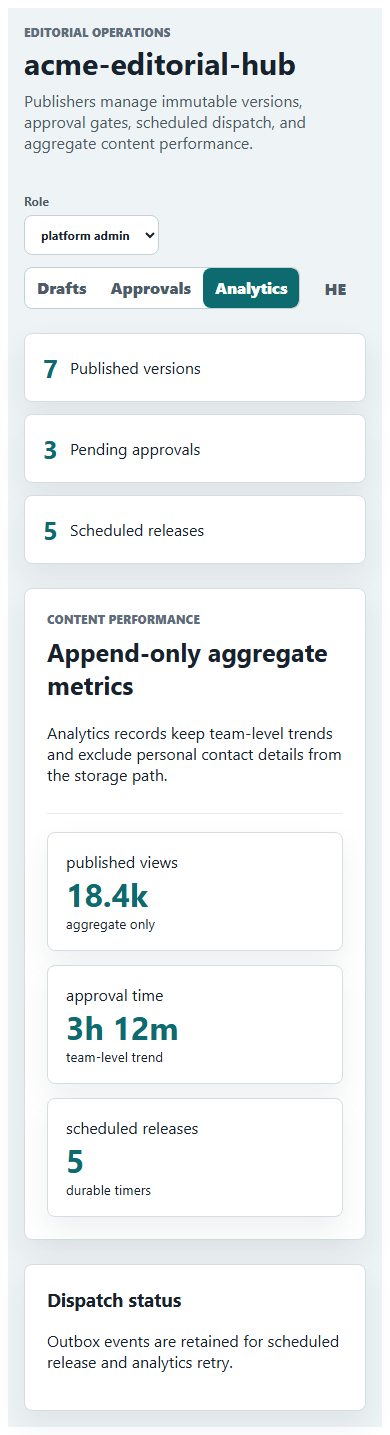 EDITORIAL OPERATIONS
acme-editorial-hub
Publishers manage immutable versions,
approval gates, scheduled dispatch, and
aggregate content performance.
Role
platform admin
Drafts Approvals Analytics HE
7 Published versions
3 Pending approvals
5 Scheduled releases
CONTENT PERFORMANCE
Append-only aggregate
metrics
Analytics records keep team-level trends
and exclude personal contact details from
the storage path.
published views
18.4k
aggregate only
approval time
3h 12m
team-level trend
scheduled releases
5
durable timers
Dispatch status
Outbox events are retained for scheduled
release and analytics retry.